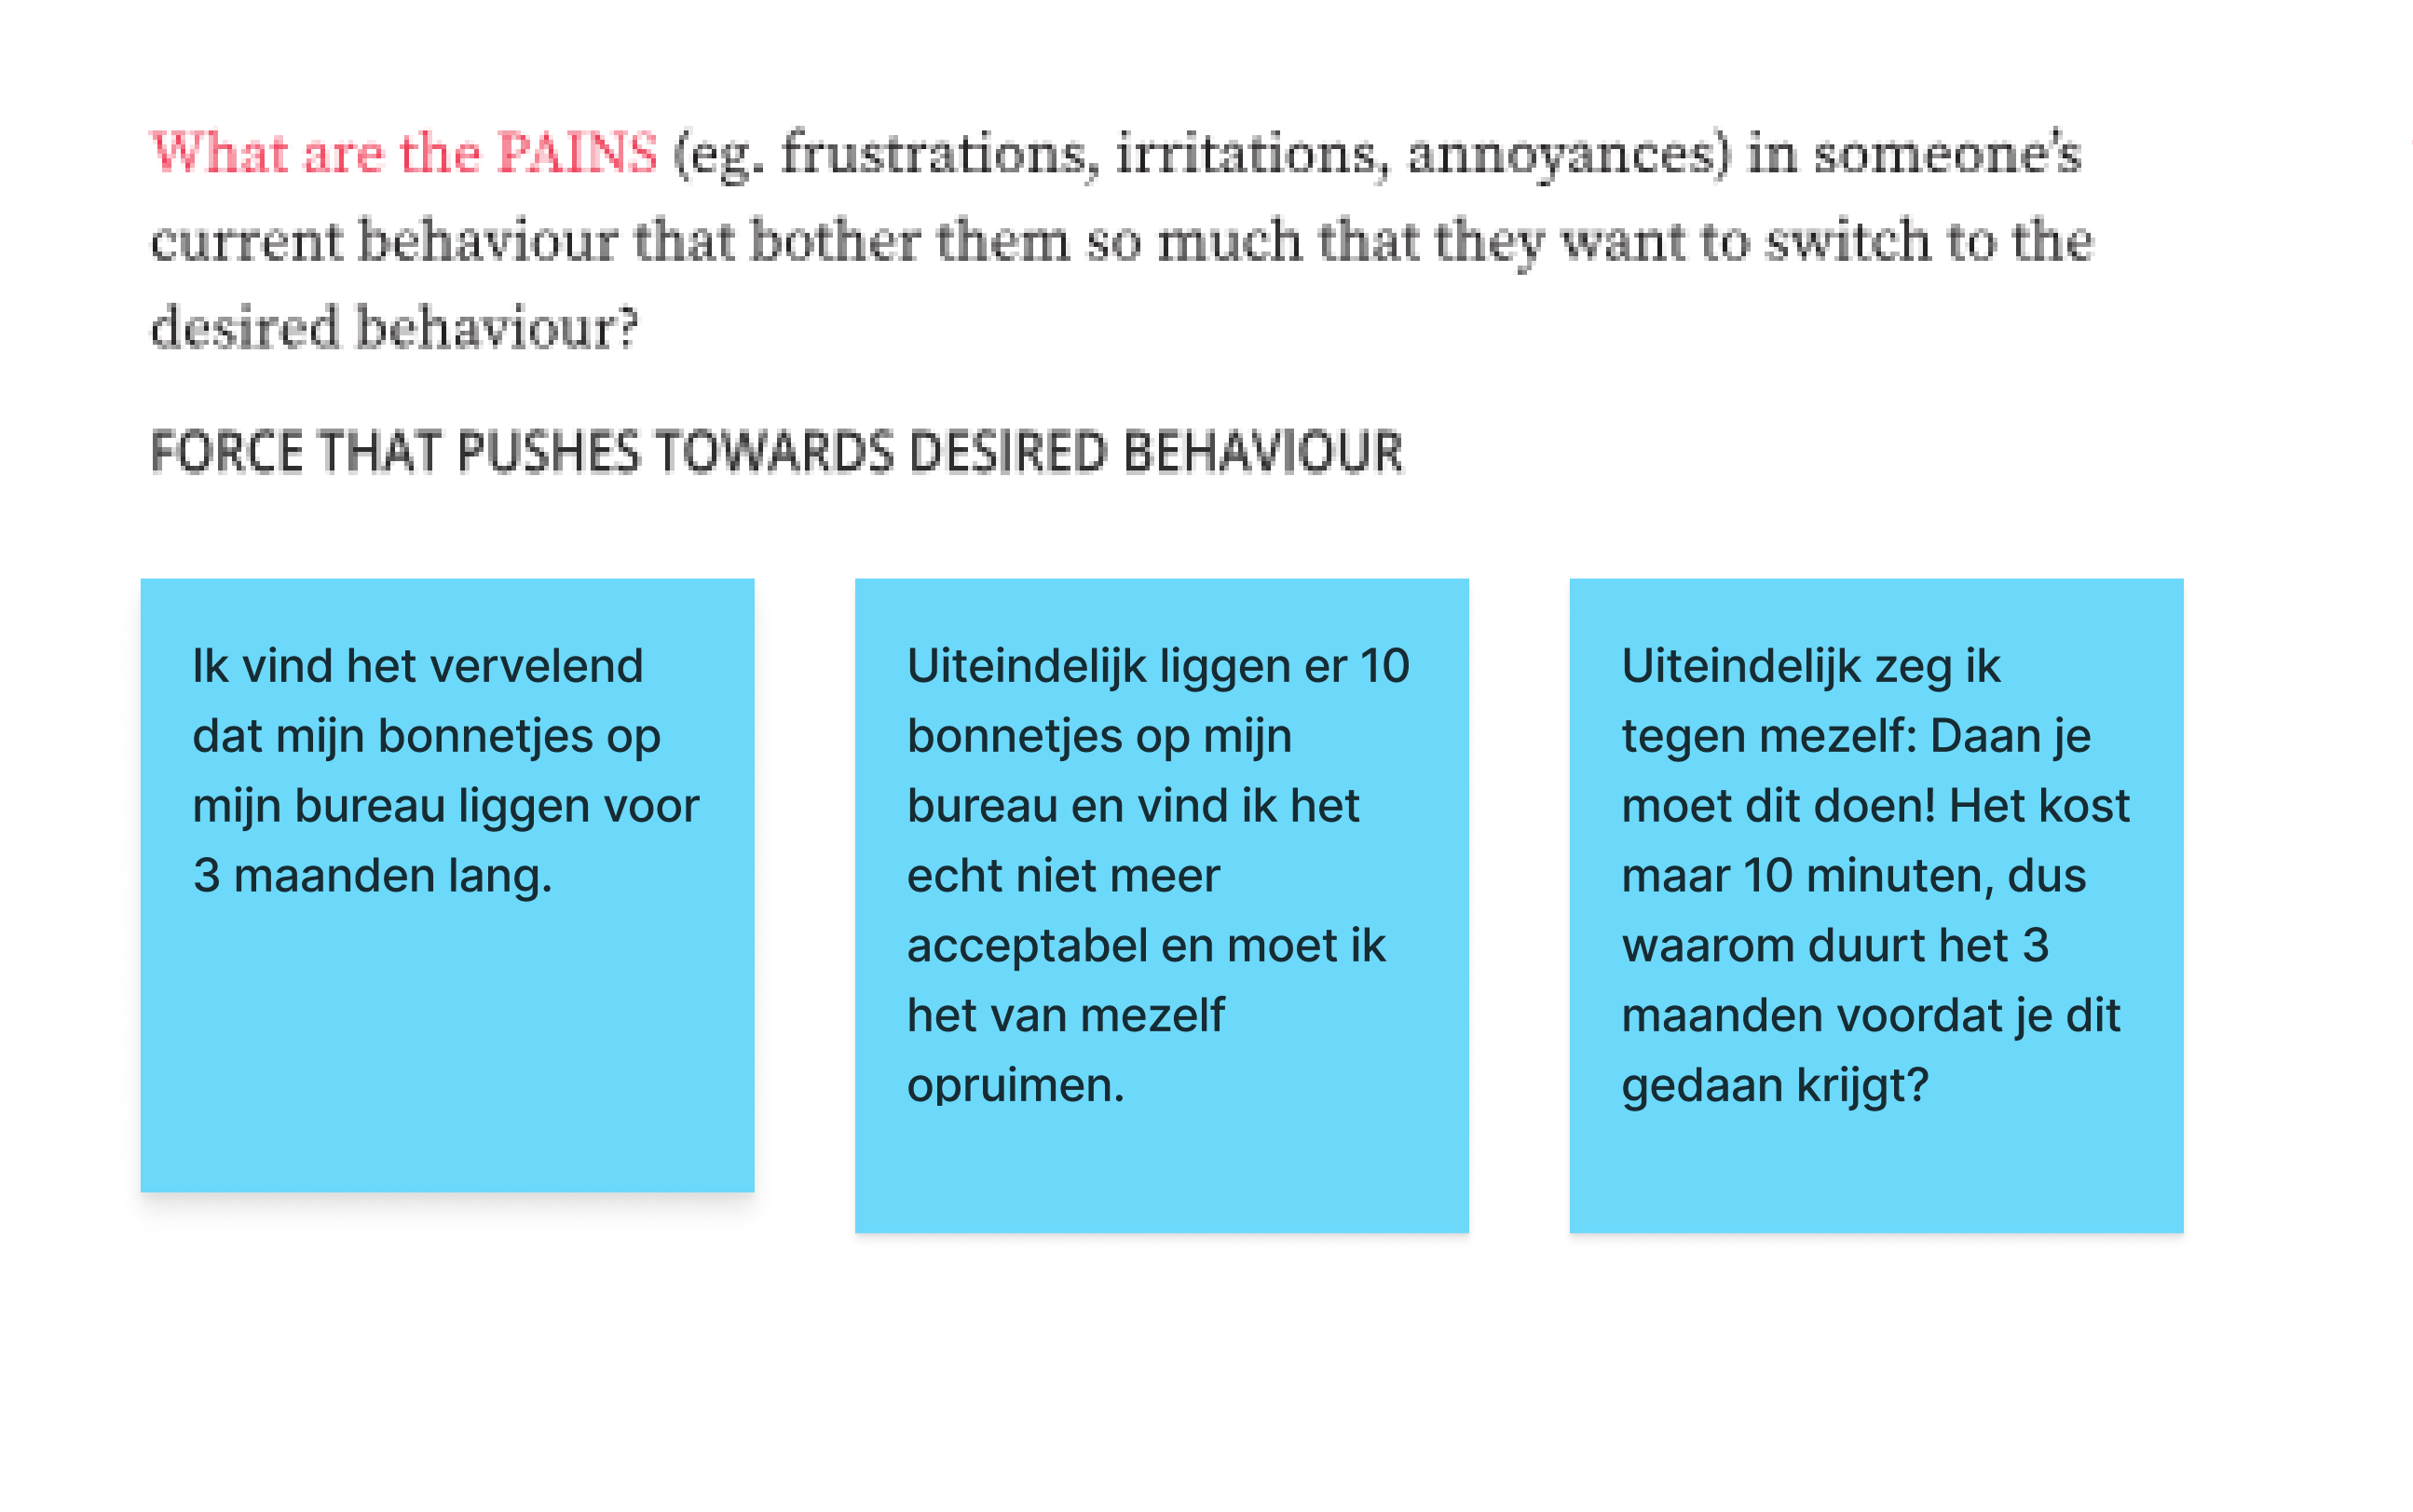 What are the PAINS (eg. frustrations, irritations, annoyances) in someone’s
current behaviour that bother them so much that they want to switch to the
desired behaviour?
FORCE THAT PUSHES TOWARDS DESIRED BEHAVIOUR
Ik vind het vervelend
dat mijn bonnetjes op
mijn bureau liggen voor
3 maanden lang.
Uiteindelijk liggen er 10
bonnetjes op mijn
bureau en vind ik het
echt niet meer
acceptabel en moet ik
het van mezelf
opruimen.
Uiteindelijk zeg ik
tegen mezelf: Daan je
moet dit doen! Het kost
maar 10 minuten, dus
waarom duurt het 3
maanden voordat je dit
gedaan krijgt?